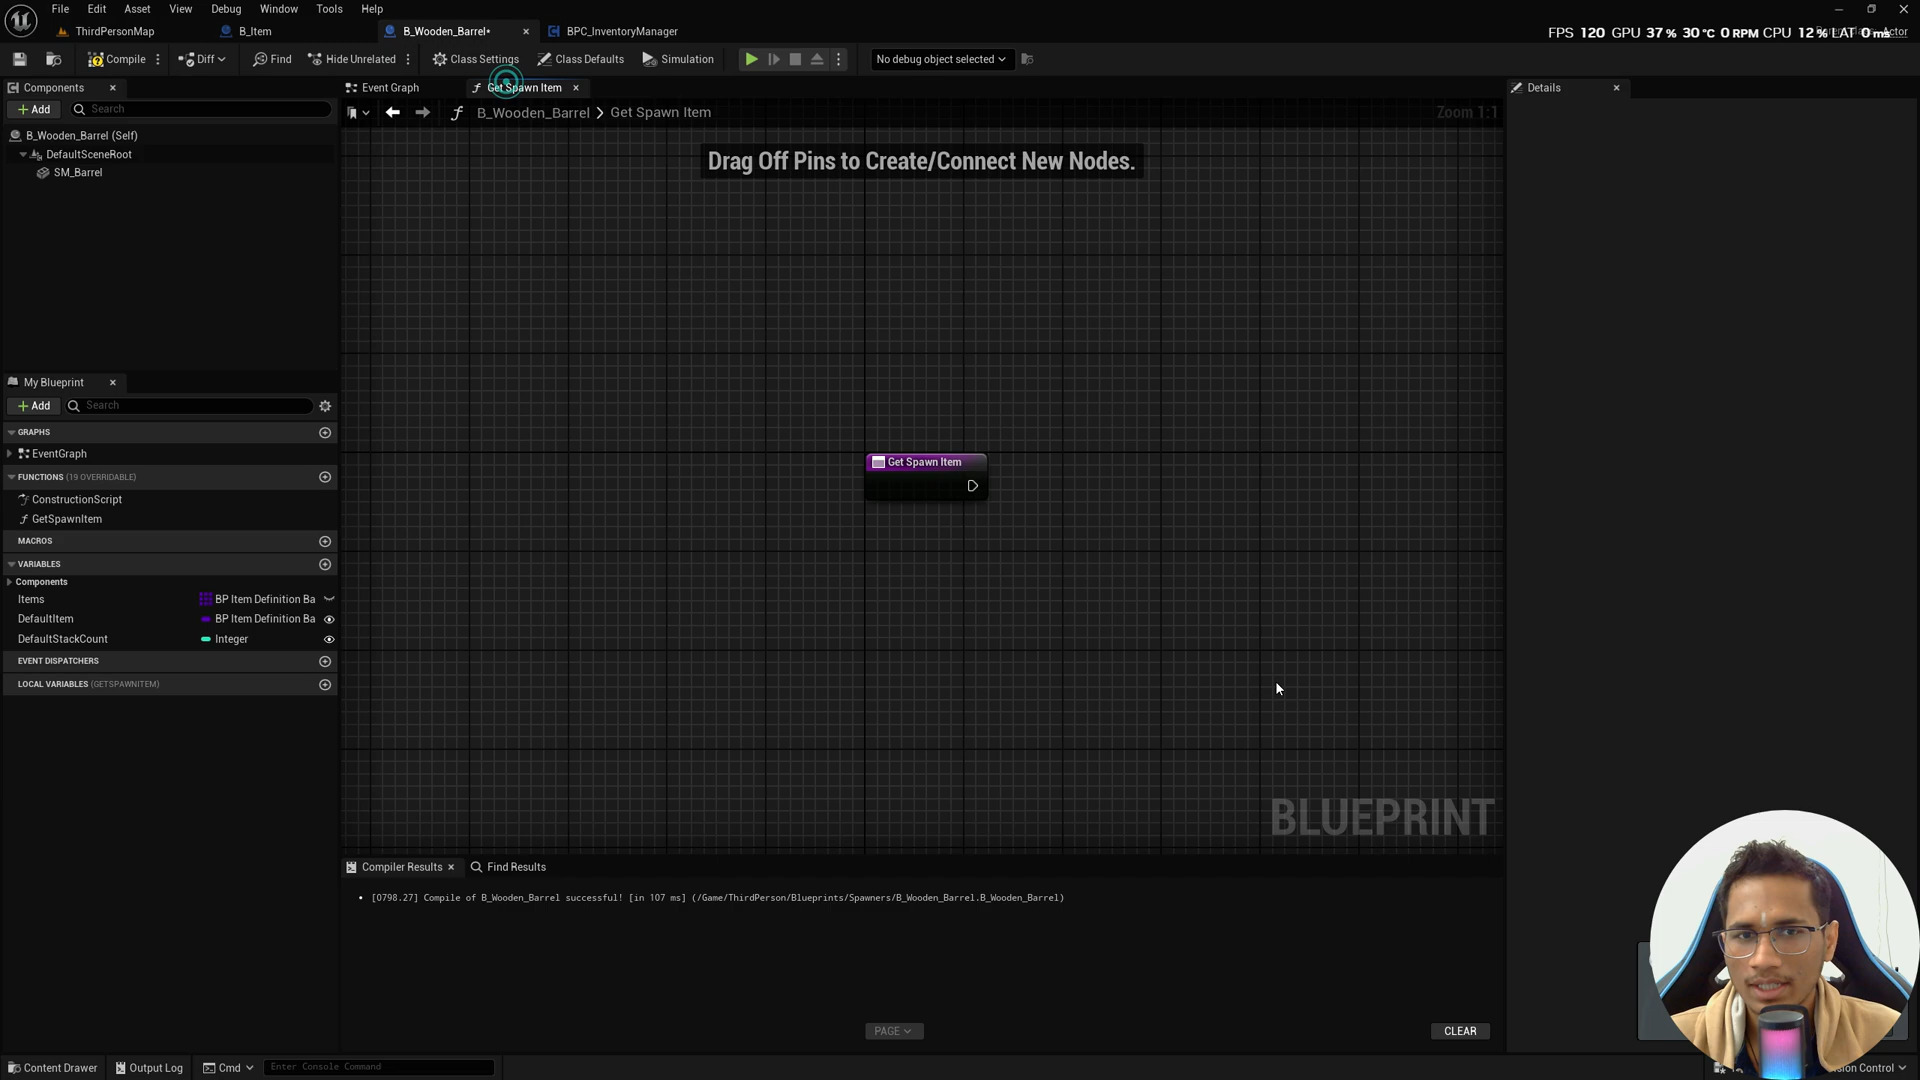 File Edit Asset View Debug Window Tools Help
ThirdPersonMap B_Item B_Wooden_Barrel* BPC_InventoryManager
FPS 120 GPU 37 % 30°C 0 RPM CPU 12 % LAT 0 ms
Compile Diff Find Hide Unrelated Class Settings Class Defaults Simulation No debug object selected
Components
Event Graph Get Spawn Item
Details
Add Search
B_Wooden_Barrel > Get Spawn Item
Zoom 1:1
B_Wooden_Barrel (Self)
DefaultSceneRoot
SM_Barrel
Drag Off Pins to Create/Connect New Nodes.
My Blueprint
Add Search
GRAPHS
EventGraph
FUNCTIONS (19 OVERRIDABLE)
ConstructionScript
GetSpawnItem
MACROS
VARIABLES
Components
Items BP Item Definition Ba
DefaultItem BP Item Definition Ba
DefaultStackCount Integer
EVENT DISPATCHERS
LOCAL VARIABLES (GETSPAWNITEM)
Get Spawn Item
BLUEPRINT
Compiler Results Find Results
[0798.27] Compile of B_Wooden_Barrel successful! [in 107 ms] (/Game/ThirdPerson/Blueprints/Spawners/B_Wooden_Barrel.B_Wooden_Barrel)
PAGE
CLEAR
Content Drawer Output Log Cmd Enter Console Command
Control